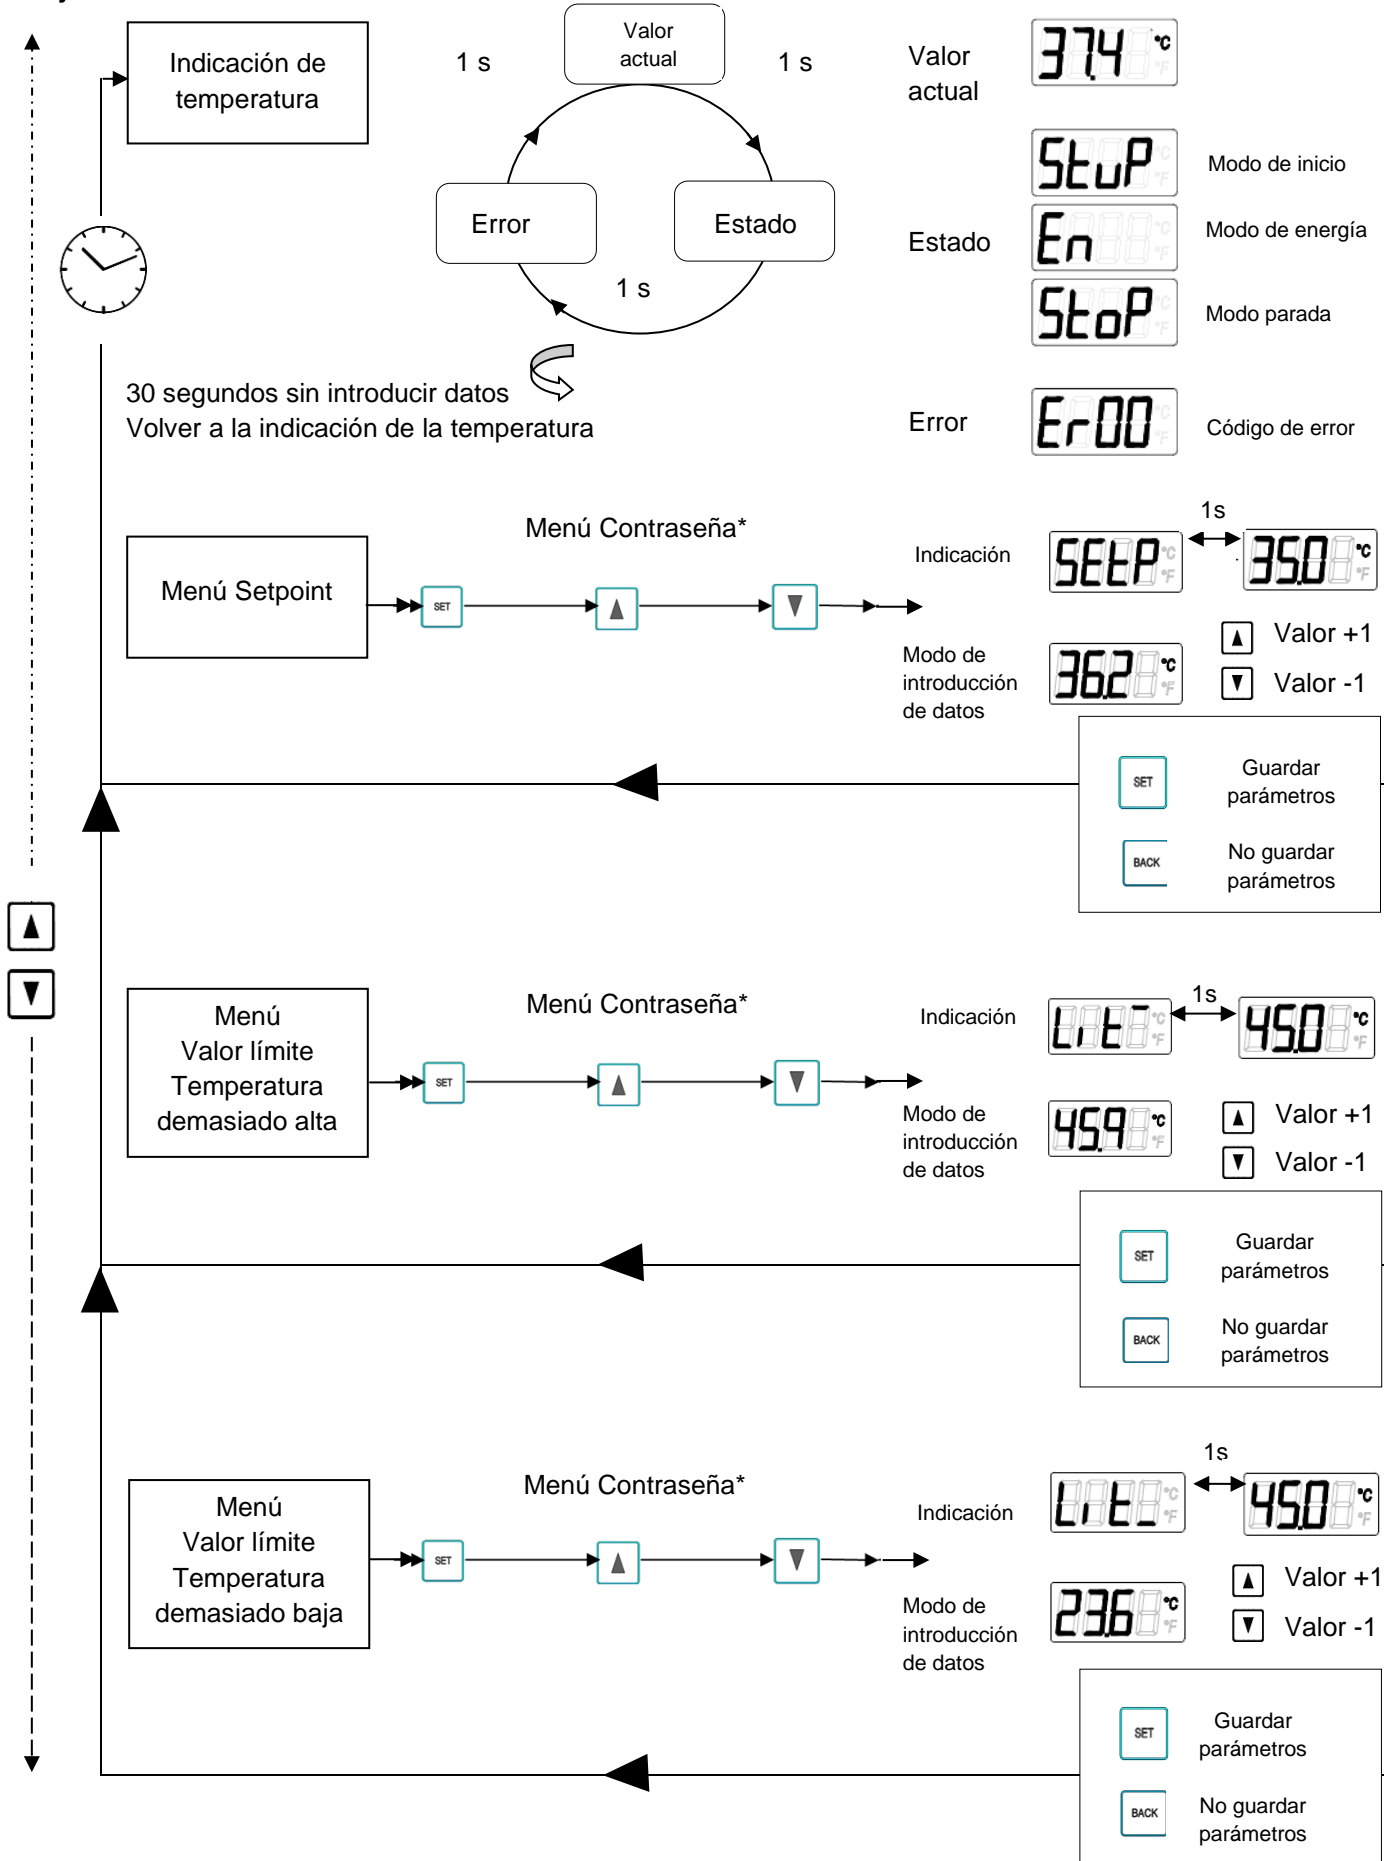 Indicación de
temperatura
1 s
Valor
actual
1 s
Error
Estado
1 s
Valor
actual
37.4 °C
°F
StuP °C
°F
Modo de inicio
Estado
En °C
°F
Modo de energía
StoP °C
°F
Modo parada
30 segundos sin introducir datos
Volver a la indicación de la temperatura
Error
Er00 °C
°F
Código de error
Menú Setpoint
Menú Contraseña*
SET
Indicación
SEtP °C
°F
1s
35.0 °C
°F
Modo de
introducción
de datos
36.2 °C
°F
Valor +1
Valor -1
SET
Guardar
parámetros
BACK
No guardar
parámetros
Menú
Valor límite
Temperatura
demasiado alta
Menú Contraseña*
SET
Indicación
Lit¯ °C
°F
1s
45.0 °C
°F
Modo de
introducción
de datos
45.9 °C
°F
Valor +1
Valor -1
SET
Guardar
parámetros
BACK
No guardar
parámetros
Menú
Valor límite
Temperatura
demasiado baja
Menú Contraseña*
SET
Indicación
Lit_ °C
°F
1s
45.0 °C
°F
Modo de
introducción
de datos
23.6 °C
°F
Valor +1
Valor -1
SET
Guardar
parámetros
BACK
No guardar
parámetros